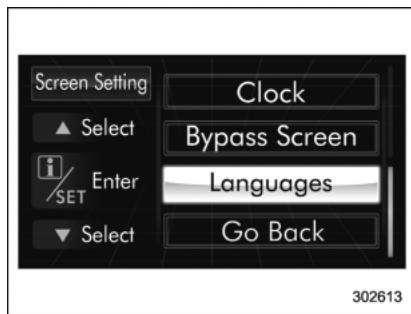 Screen Setting
Clock
▲ Select
Bypass Screen
i/SET Enter
Languages
▼ Select
Go Back
302613